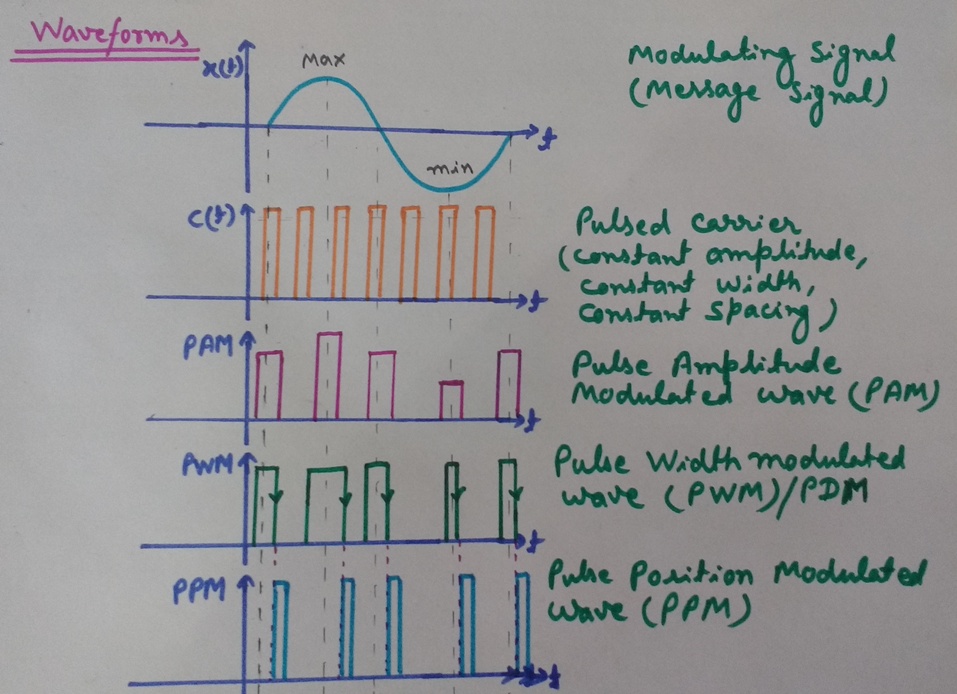 Waveforms
x(t)
Max
min
t
Modulating Signal
(Message Signal)
c(t)
t
Pulsed carrier
(constant amplitude,
constant width,
constant spacing)
PAM
t
Pulse Amplitude
Modulated wave (PAM)
PWM
t
Pulse Width modulated
wave (PWM)/PDM
PPM
t
Pulse Position Modulated
wave (PPM)